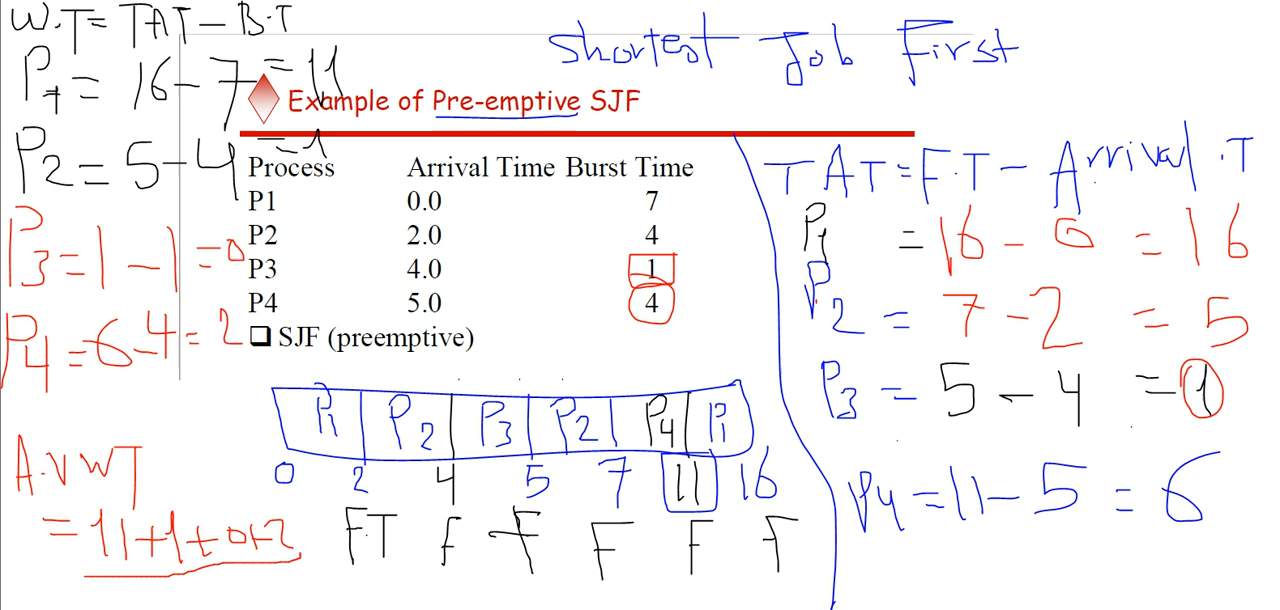 W.T = TAT - B.T
P1 = 16 - 7 = 11
P2 = 5 - 4 = 1
P3 = 1 - 1 = 0
P4 = 6 - 4 = 2
A.VWT
= 11+1+0+2
Shortest Job First
Example of Pre-emptive SJF
Process Arrival Time Burst Time
P1 0.0 7
P2 2.0 4
P3 4.0 1
P4 5.0 4
SJF (preemptive)
P1 P2 P3 P2 P4 P1
0 2 4 5 7 11 16
F.T F F F F F
TAT = F.T - Arrival .T
P1 = 16 - 0 = 16
P2 = 7 - 2 = 5
P3 = 5 - 4 = 1
P4 = 11 - 5 = 6